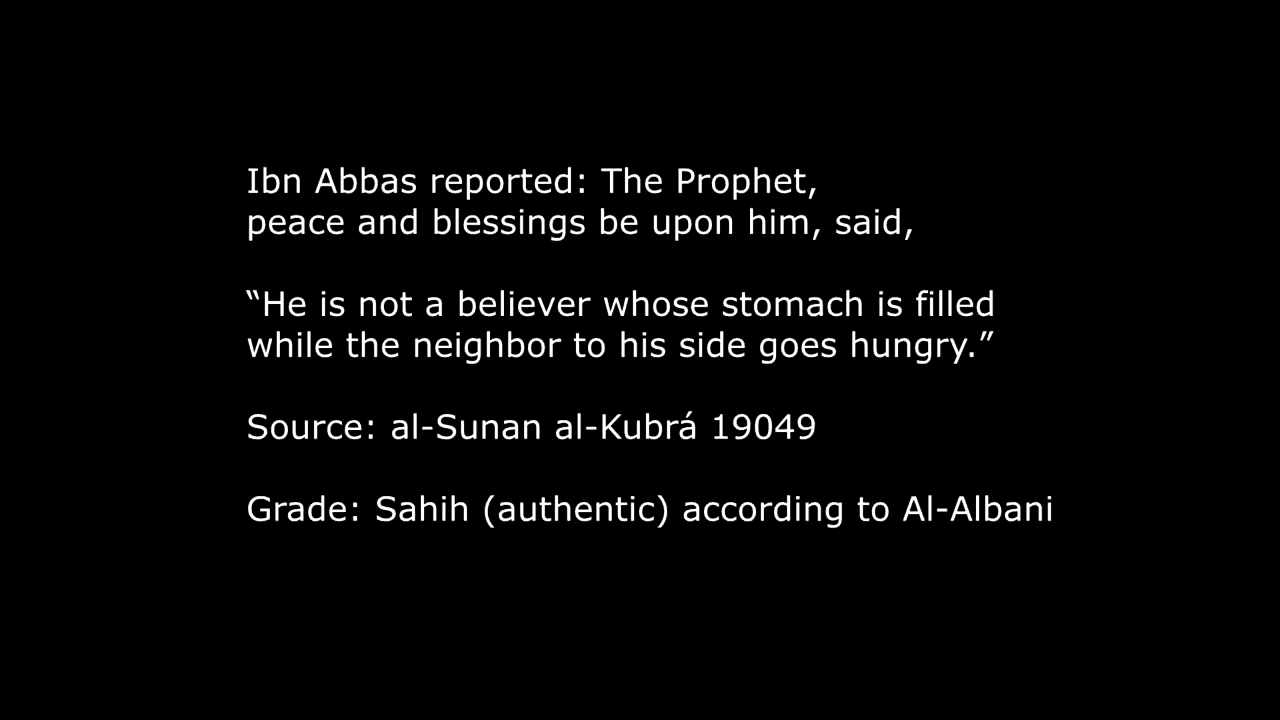 Ibn Abbas reported: The Prophet,
peace and blessings be upon him, said,
“He is not a believer whose stomach is filled
while the neighbor to his side goes hungry.”
Source: al-Sunan al-Kubrá 19049
Grade: Sahih (authentic) according to Al-Albani